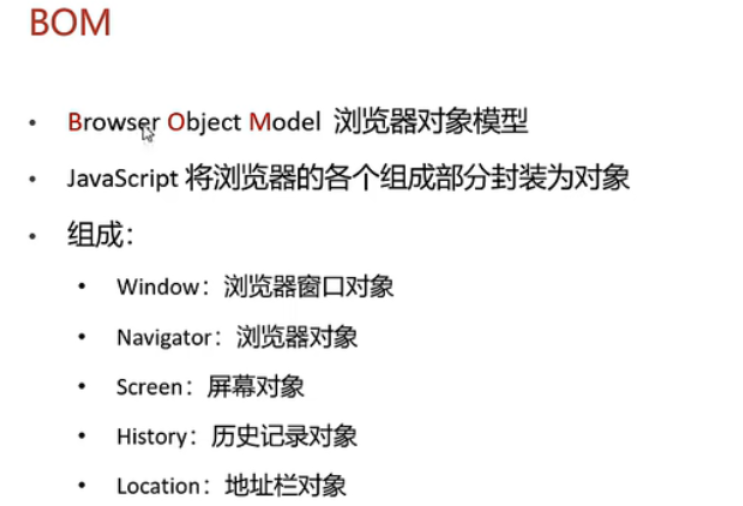 BOM
• Browser Object Model 浏览器对象模型
• JavaScript 将浏览器的各个组成部分封装为对象
• 组成：
• Window：浏览器窗口对象
• Navigator：浏览器对象
• Screen：屏幕对象
• History：历史记录对象
• Location：地址栏对象